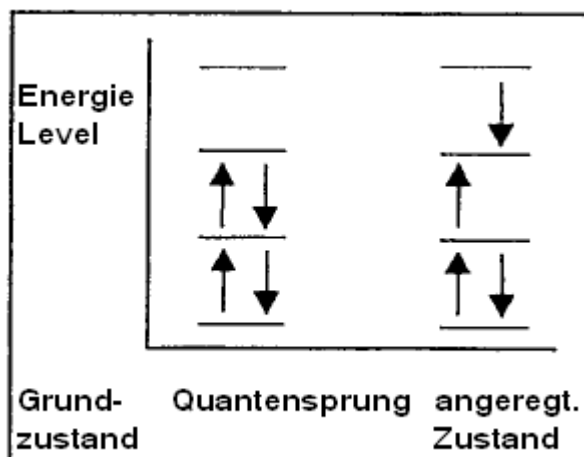 Energie
Level
Grund-
zustand
Quantensprung
angeregt.
Zustand